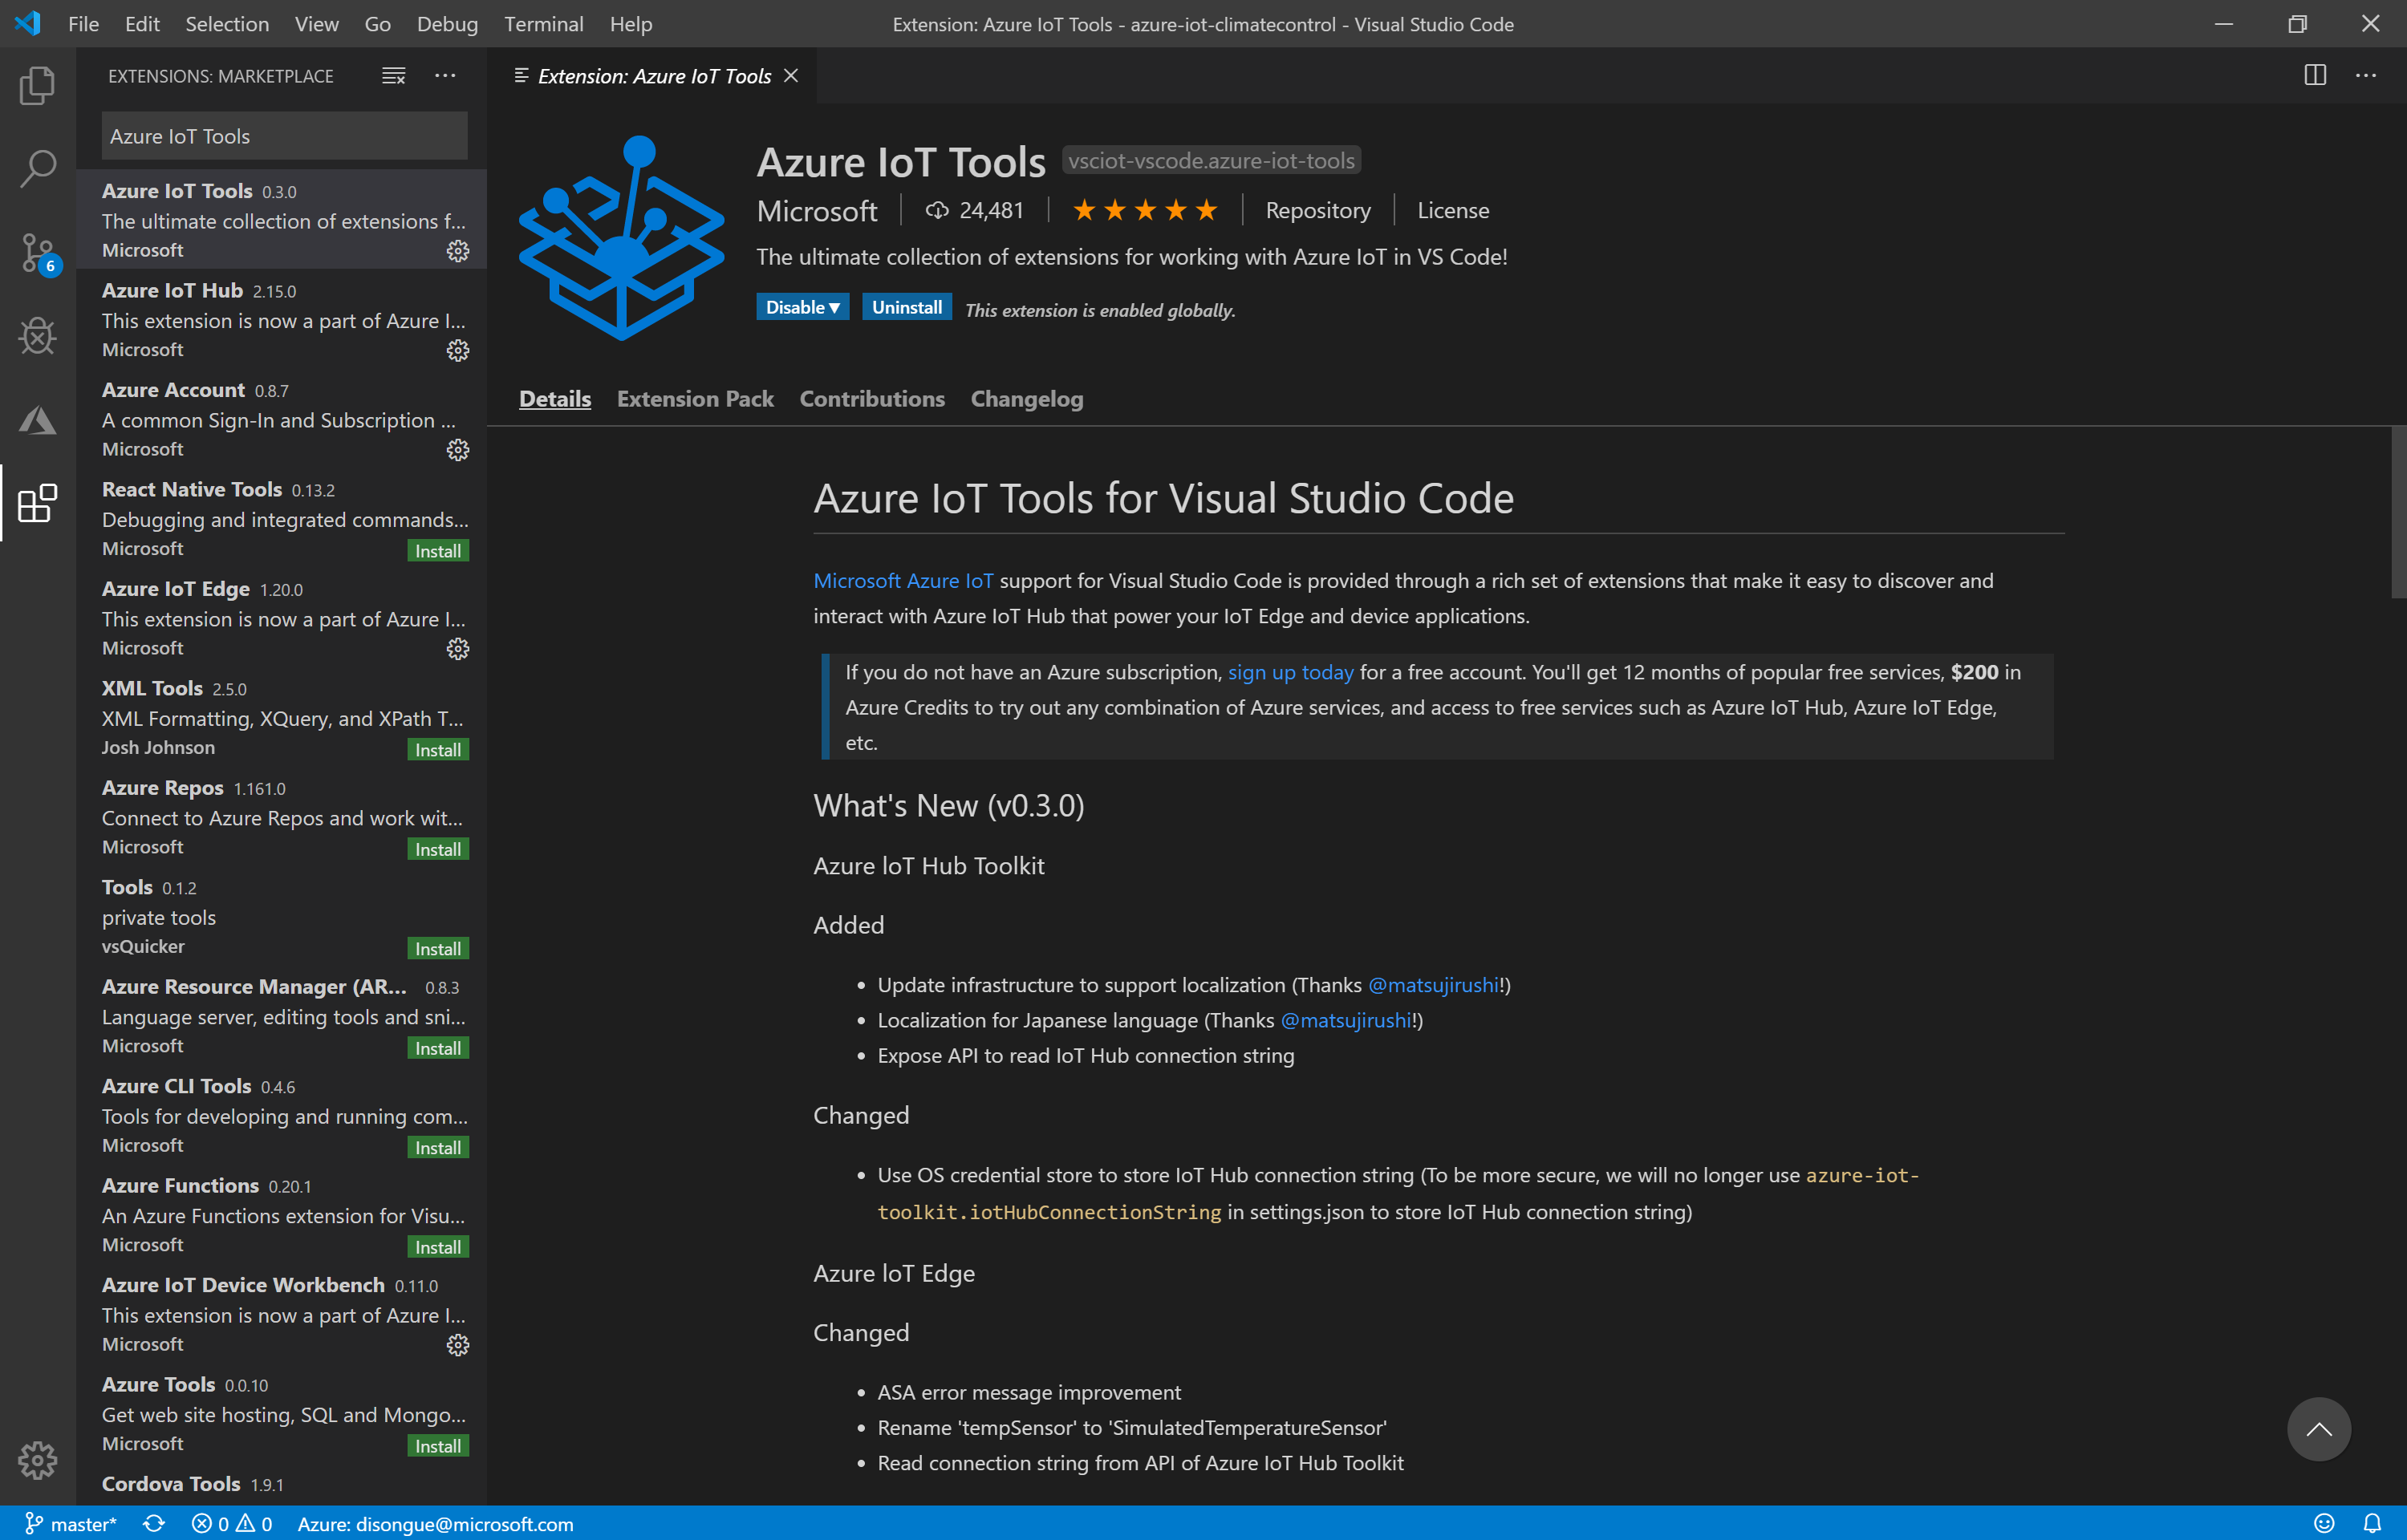 File Edit Selection View Go Debug Terminal Help
Extension: Azure IoT Tools - azure-iot-climatecontrol - Visual Studio Code
EXTENSIONS: MARKETPLACE
Azure IoT Tools
Azure IoT Tools 0.3.0
The ultimate collection of extensions f...
Microsoft
Azure IoT Hub 2.15.0
This extension is now a part of Azure I...
Microsoft
Azure Account 0.8.7
A common Sign-In and Subscription ...
Microsoft
React Native Tools 0.13.2
Debugging and integrated commands...
Microsoft Install
Azure IoT Edge 1.20.0
This extension is now a part of Azure I...
Microsoft
XML Tools 2.5.0
XML Formatting, XQuery, and XPath T...
Josh Johnson Install
Azure Repos 1.161.0
Connect to Azure Repos and work wit...
Microsoft Install
Tools 0.1.2
private tools
vsQuicker Install
Azure Resource Manager (AR... 0.8.3
Language server, editing tools and sni...
Microsoft Install
Azure CLI Tools 0.4.6
Tools for developing and running com...
Microsoft Install
Azure Functions 0.20.1
An Azure Functions extension for Visu...
Microsoft Install
Azure IoT Device Workbench 0.11.0
This extension is now a part of Azure I...
Microsoft
Azure Tools 0.0.10
Get web site hosting, SQL and Mongo...
Microsoft Install
Cordova Tools 1.9.1
6
Extension: Azure IoT Tools
Azure IoT Tools vsciot-vscode.azure-iot-tools
Microsoft 24,481 Repository License
The ultimate collection of extensions for working with Azure IoT in VS Code!
Disable Uninstall This extension is enabled globally.
Details Extension Pack Contributions Changelog
Azure IoT Tools for Visual Studio Code
Microsoft Azure IoT support for Visual Studio Code is provided through a rich set of extensions that make it easy to discover and
interact with Azure IoT Hub that power your IoT Edge and device applications.
If you do not have an Azure subscription, sign up today for a free account. You'll get 12 months of popular free services, $200 in
Azure Credits to try out any combination of Azure services, and access to free services such as Azure IoT Hub, Azure IoT Edge,
etc.
What's New (v0.3.0)
Azure IoT Hub Toolkit
Added
• Update infrastructure to support localization (Thanks @matsujirushi!)
• Localization for Japanese language (Thanks @matsujirushi!)
• Expose API to read IoT Hub connection string
Changed
• Use OS credential store to store IoT Hub connection string (To be more secure, we will no longer use azure-iot-
toolkit.iotHubConnectionString in settings.json to store IoT Hub connection string)
Azure IoT Edge
Changed
• ASA error message improvement
• Rename 'tempSensor' to 'SimulatedTemperatureSensor'
• Read connection string from API of Azure IoT Hub Toolkit
master* 0 0 Azure: disongue@microsoft.com